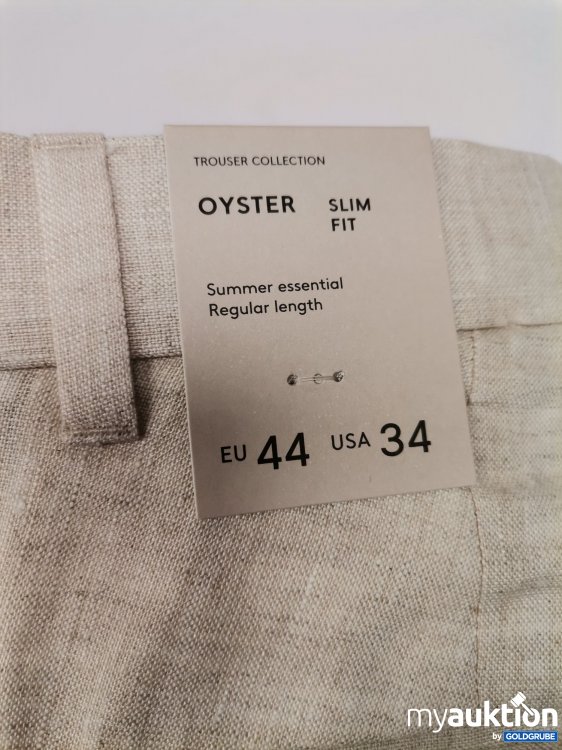 TROUSER COLLECTION
OYSTER SLIM
FIT
Summer essential
Regular length
EU 44 USA 34
myauktion
by GOLDGRUBE